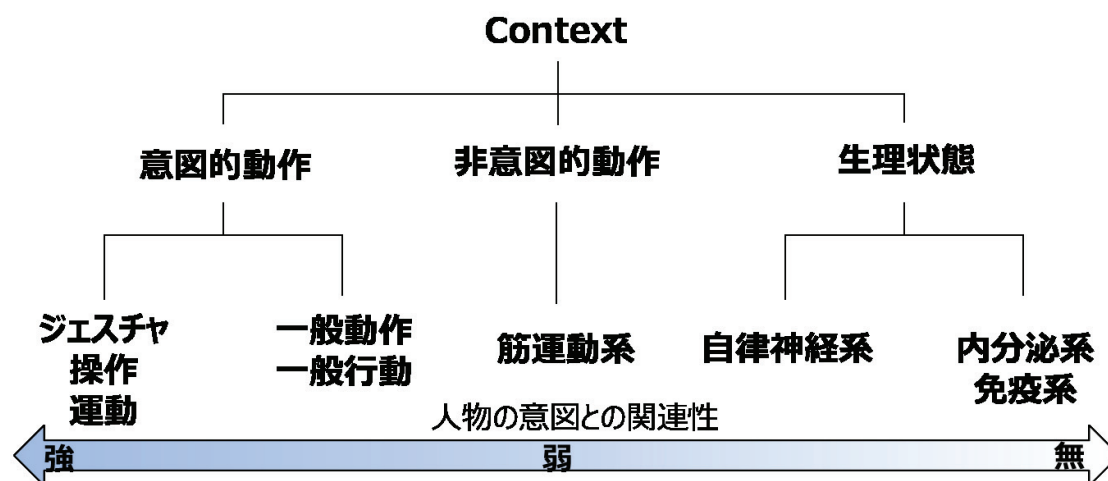 Context
意図的動作
非意図的動作
生理状態
ジェスチャ
操作
運動
一般動作
一般行動
筋運動系
自律神経系
内分泌系
免疫系
人物の意図との関連性
強
弱
無